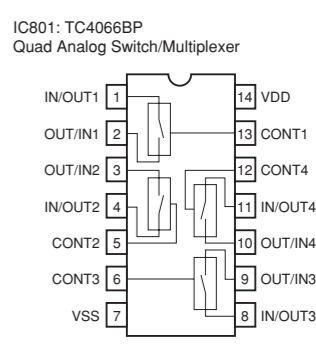 IC801: TC4066BP
Quad Analog Switch/Multiplexer
IN/OUT1 1 14 VDD
OUT/IN1 2 13 CONT1
OUT/IN2 3 12 CONT4
IN/OUT2 4 11 IN/OUT4
CONT2 5 10 OUT/IN4
CONT3 6 9 OUT/IN3
VSS 7 8 IN/OUT3